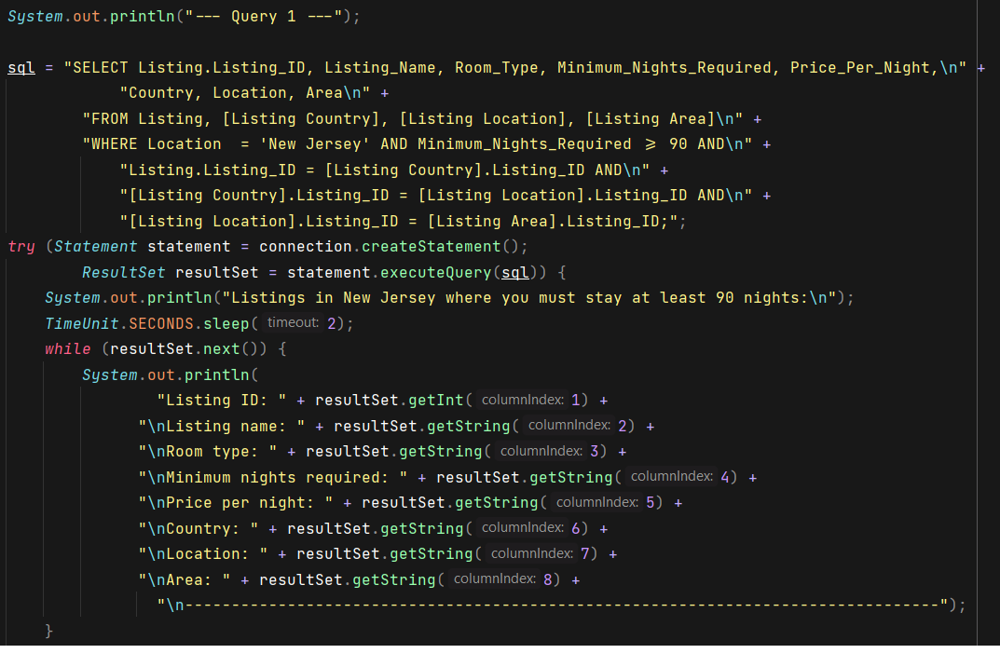 System.out.println("--- Query 1 ---");
sql = "SELECT Listing.Listing_ID, Listing_Name, Room_Type, Minimum_Nights_Required, Price_Per_Night,\n" +
"Country, Location, Area\n" +
"FROM Listing, [Listing Country], [Listing Location], [Listing Area]\n" +
"WHERE Location  = 'New Jersey' AND Minimum_Nights_Required ⩾ 90 AND\n" +
"Listing.Listing_ID = [Listing Country].Listing_ID AND\n" +
"[Listing Country].Listing_ID = [Listing Location].Listing_ID AND\n" +
"[Listing Location].Listing_ID = [Listing Area].Listing_ID;";
try (Statement statement = connection.createStatement();
ResultSet resultSet = statement.executeQuery(sql)) {
System.out.println("Listings in New Jersey where you must stay at least 90 nights:\n");
TimeUnit.SECONDS.sleep( timeout: 2);
while (resultSet.next()) {
System.out.println(
"Listing ID: " + resultSet.getInt( columnIndex: 1) +
"\nListing name: " + resultSet.getString( columnIndex: 2) +
"\nRoom type: " + resultSet.getString( columnIndex: 3) +
"\nMinimum nights required: " + resultSet.getString( columnIndex: 4) +
"\nPrice per night: " + resultSet.getString( columnIndex: 5) +
"\nCountry: " + resultSet.getString( columnIndex: 6) +
"\nLocation: " + resultSet.getString( columnIndex: 7) +
"\nArea: " + resultSet.getString( columnIndex: 8) +
"\n---------------------------------------------------------------------------------");
}